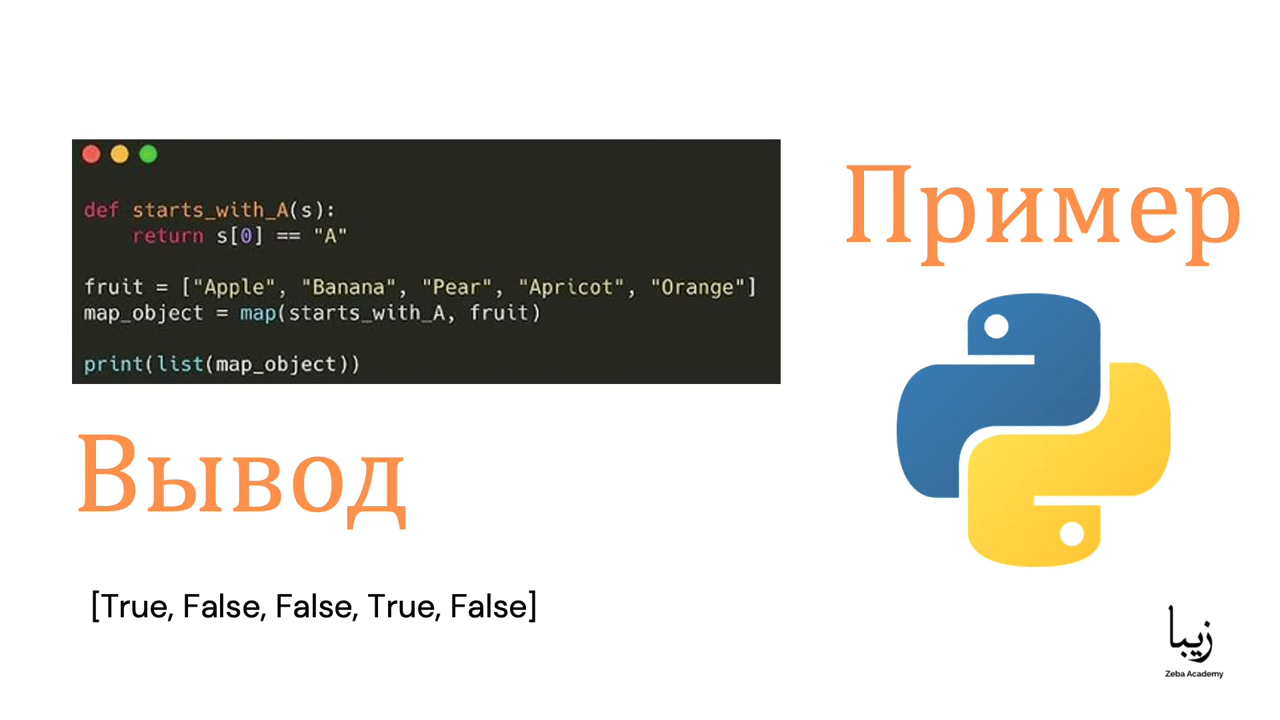 def starts_with_A(s):
    return s[0] == "A"
fruit = ["Apple", "Banana", "Pear", "Apricot", "Orange"]
map_object = map(starts_with_A, fruit)
print(list(map_object))
Пример
Вывод
[True, False, False, True, False]
زيبا
Zeba Academy